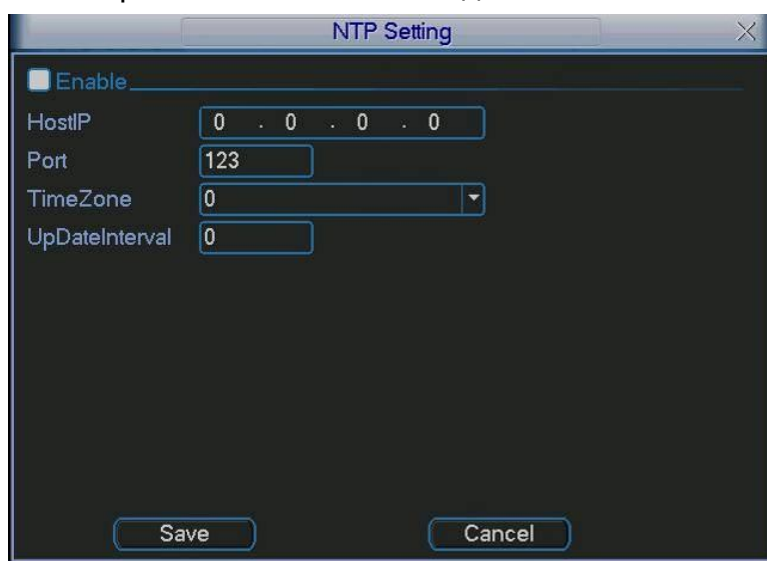 NTP Setting
Enable
HostIP 0 . 0 . 0 . 0
Port 123
TimeZone 0
UpDateInterval 0
Save Cancel